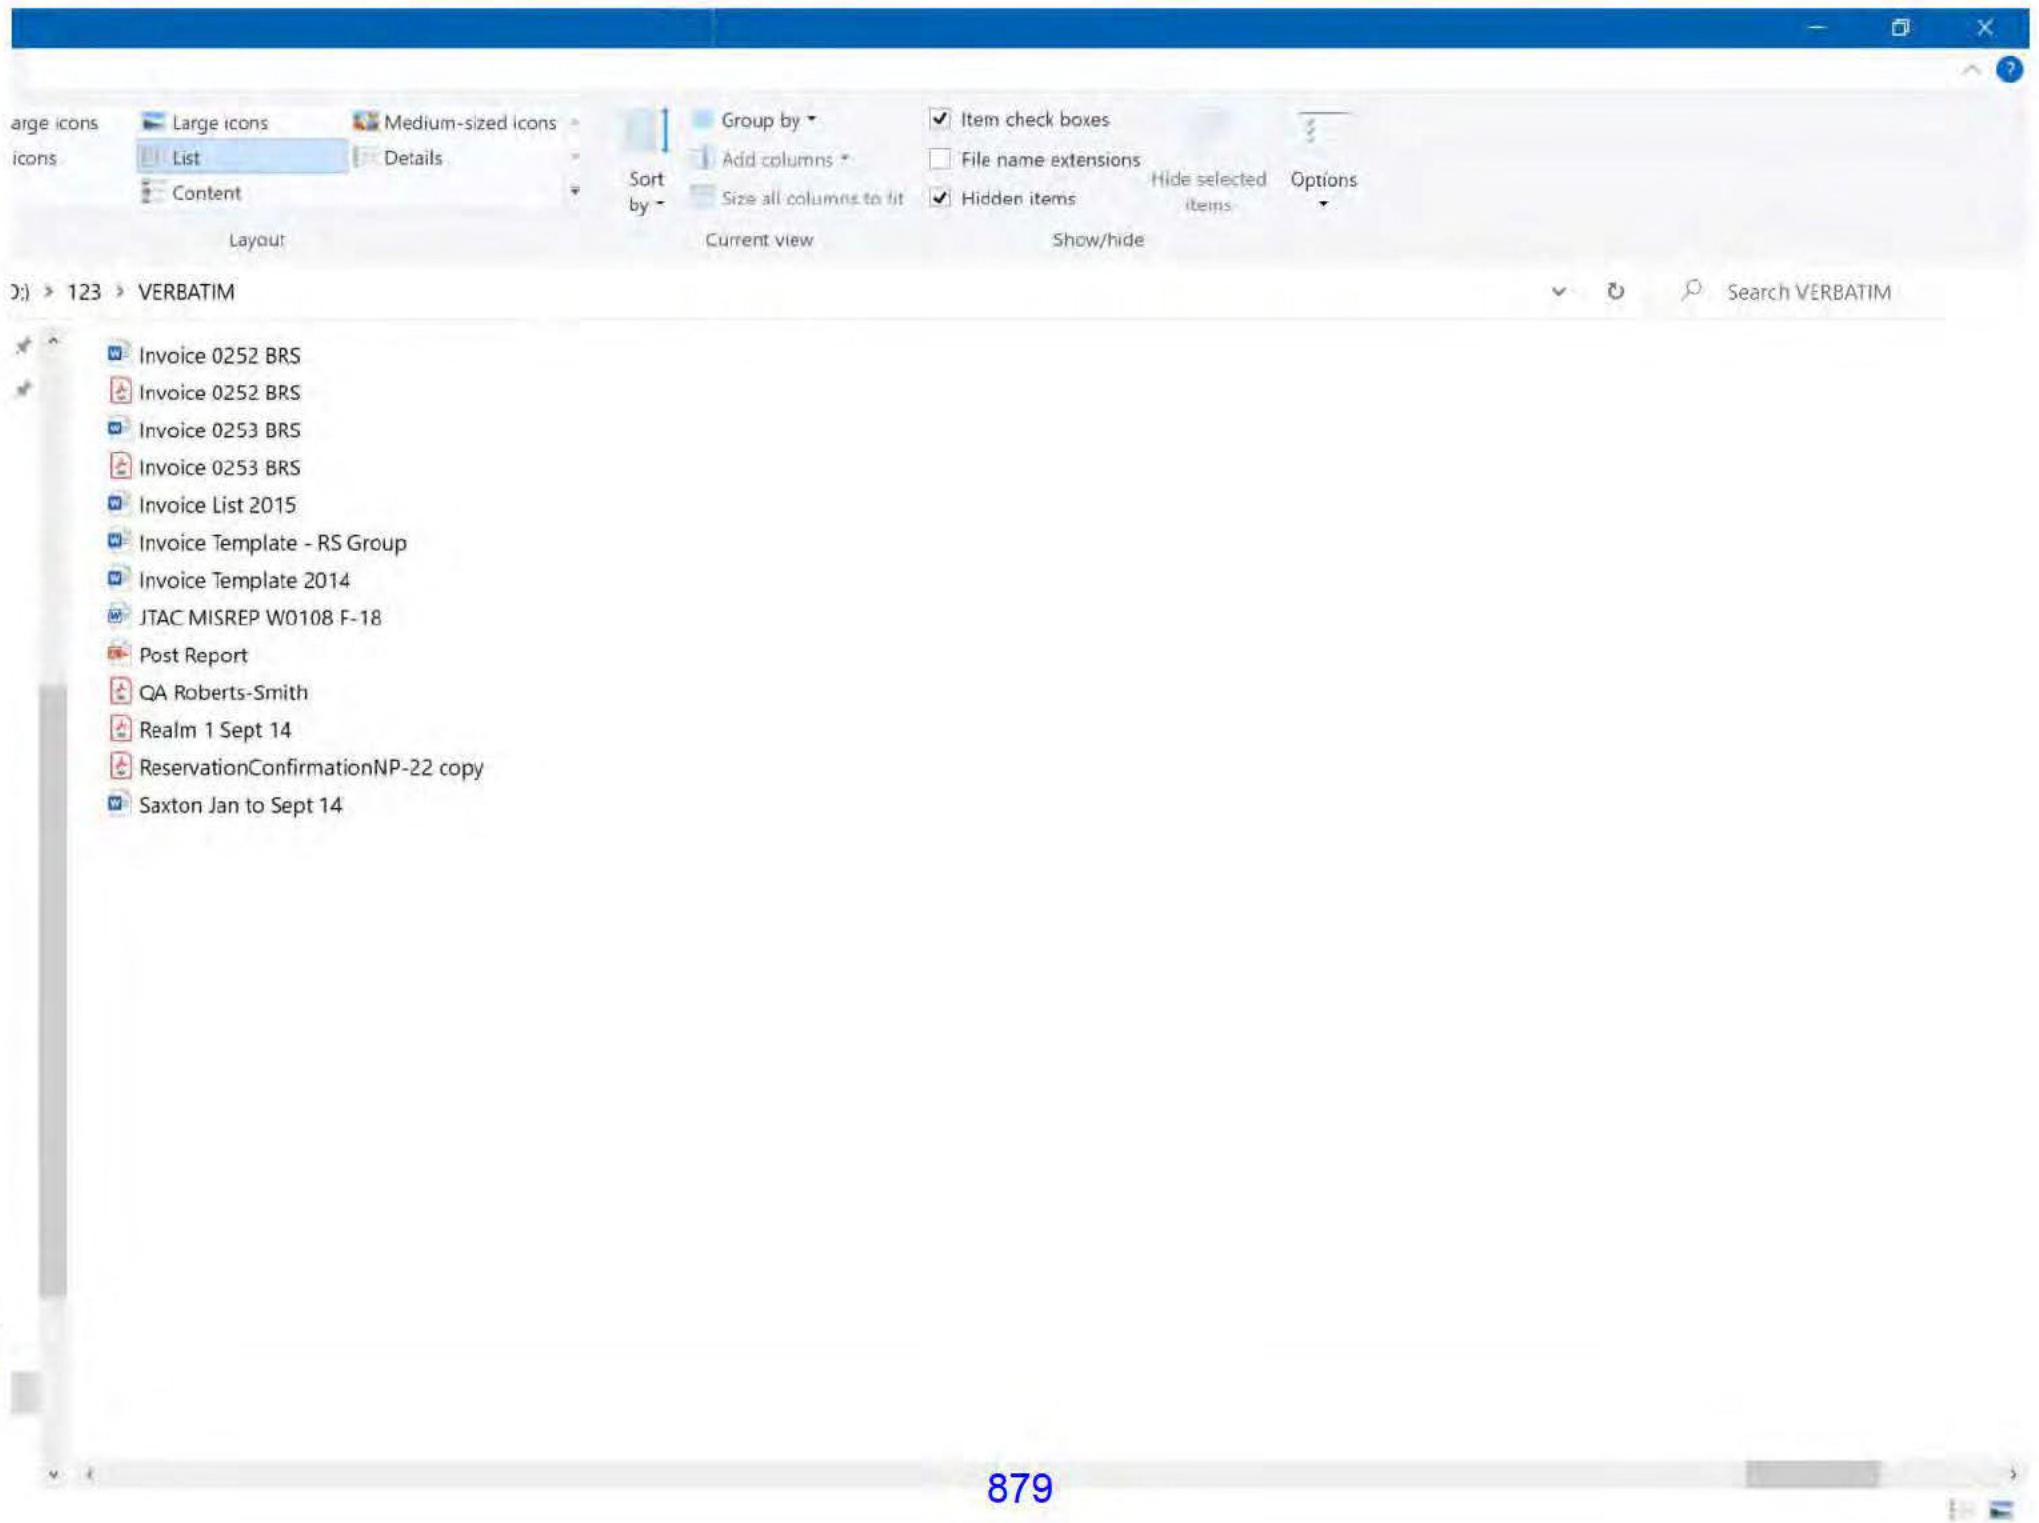 arge icons
Large icons
Medium-sized icons
icons
List
Details
Content
Layout
Sort by
Group by
Add columns
Size all columns to fit
Current view
Item check boxes
File name extensions
Hidden items
Hide selected items
Show/hide
Options
?
D:) > 123 > VERBATIM
Search VERBATIM
Invoice 0252 BRS
Invoice 0252 BRS
Invoice 0253 BRS
Invoice 0253 BRS
Invoice List 2015
Invoice Template - RS Group
Invoice Template 2014
JTAC MISREP W0108 F-18
Post Report
QA Roberts-Smith
Realm 1 Sept 14
ReservationConfirmationNP-22 copy
Saxton Jan to Sept 14
879